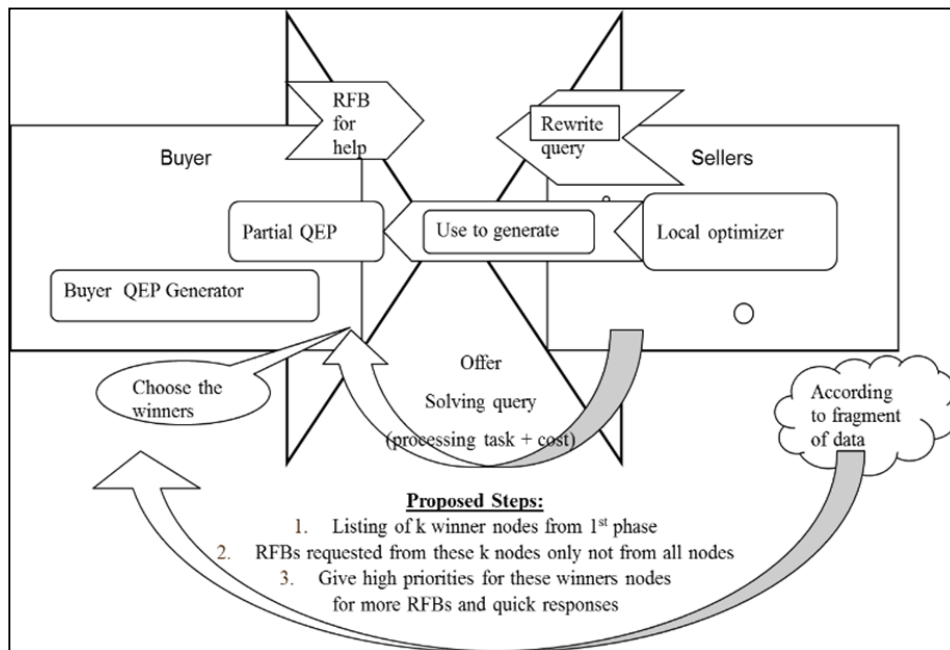 RFB
for
help
Rewrite
query
Buyer
Sellers
Partial QEP
Use to generate
Local optimizer
Buyer QEP Generator
Offer
Solving query
(processing task + cost)
Choose the
winners
According
to fragment
of data
Proposed Steps:
1. Listing of k winner nodes from 1st phase
2. RFBs requested from these k nodes only not from all nodes
3. Give high priorities for these winners nodes
for more RFBs and quick responses